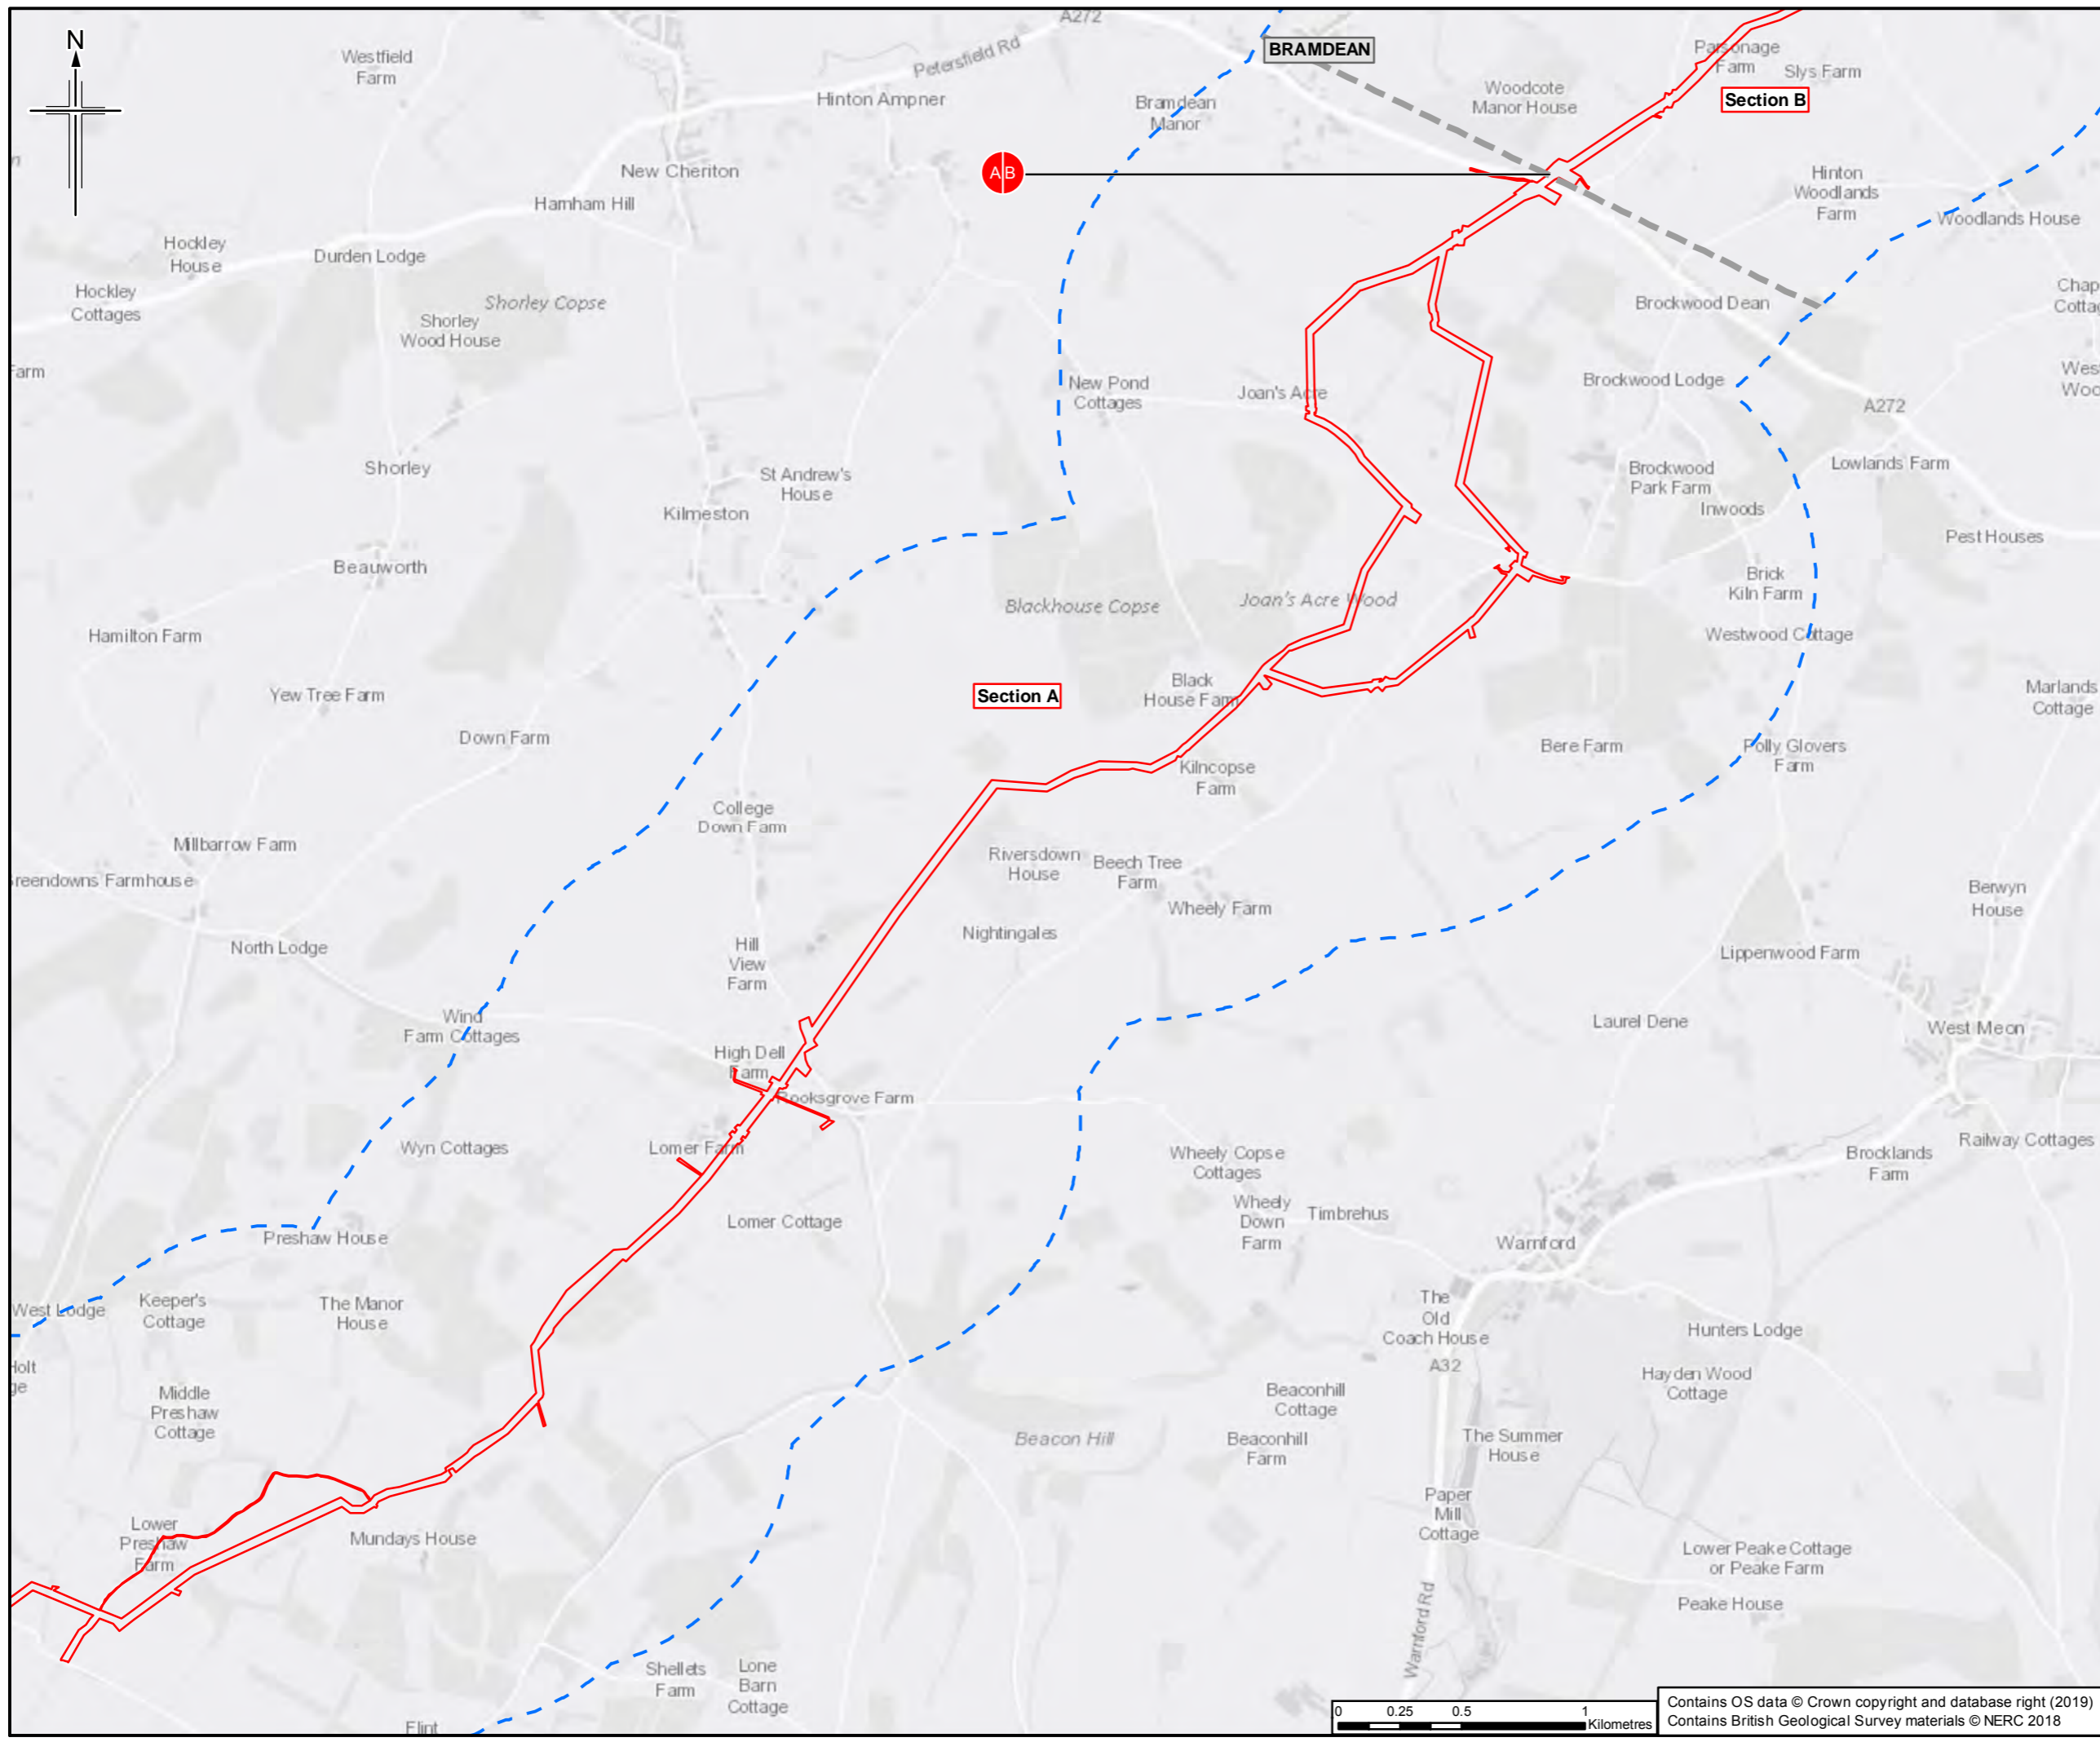 A272
N
Westfield
Farm
Petersfield Rd
BRAMDEAN
Parsonage
Farm
Slys Farm
Section B
Hinton Ampner
Bramdean
Manor
Woodcote
Manor House
New Cheriton
A B
Hinton
Woodlands
Farm
Woodlands House
Harnham Hill
Hockley
House
Durden Lodge
Hockley
Cottages
Shorley Copse
Shorley
Wood House
Brockwood Dean
Chap
Cottag
arm
New Pond
Cottages
Joan's Acre
Brockwood Lodge
Wes
Woo
A272
Shorley
St Andrew's
House
Brockwood
Park Farm
Lowlands Farm
Kilmeston
Inwoods
Pest Houses
Beauworth
Brick
Kiln Farm
Blackhouse Copse
Joan's Acre Wood
Hamilton Farm
Westwood Cottage
Yew Tree Farm
Section A
Black
House Farm
Marlands
Cottage
Down Farm
Bere Farm
Polly Glovers
Farm
Kilncopse
Farm
College
Down Farm
Millbarrow Farm
Riversdown
House
Beech Tree
Farm
reendowns Farmhouse
Wheely Farm
Berwyn
House
North Lodge
Hill
View
Farm
Nightingales
Lippenwood Farm
Wind
Farm Cottages
Laurel Dene
West Meon
High Dell
Farm
Rooksgrove Farm
Wyn Cottages
Lomer Farm
Wheely Copse
Cottages
Brocklands
Farm
Railway Cottages
Lomer Cottage
Wheely
Down
Farm
Timbrehus
Preshaw House
Warnford
West Lodge
Keeper's
Cottage
The Manor
House
The
Old
Coach House
Hunters Lodge
Holt
ge
A32
Middle
Preshaw
Cottage
Beaconhill
Cottage
Hayden Wood
Cottage
Beacon Hill
Beaconhill
Farm
The Summer
House
Lower
Preshaw
Farm
Mundays House
Paper
Mill
Cottage
Lower Peake Cottage
or Peake Farm
Warnford Rd
Peake House
Shellets
Farm
Lone
Barn
Cottage
Flint
0 0.25 0.5 1
Kilometres
Contains OS data © Crown copyright and database right (2019)
Contains British Geological Survey materials © NERC 2018